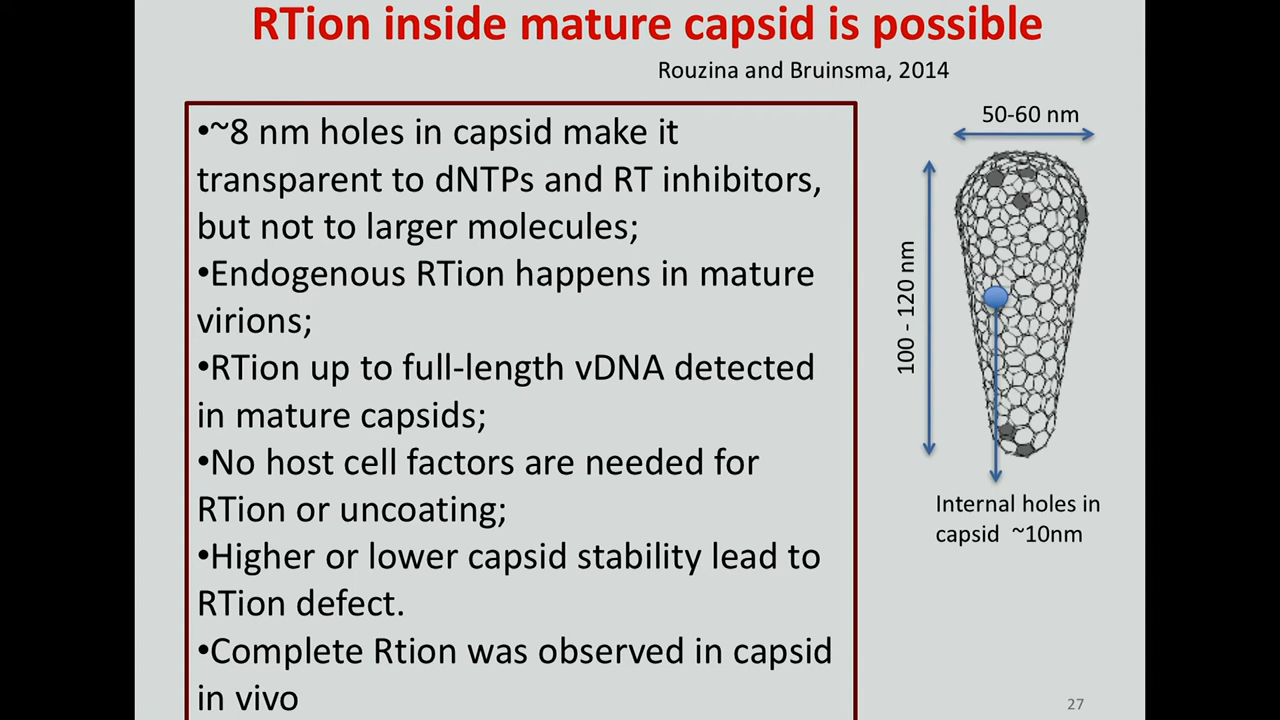 RTion inside mature capsid is possible
Rouzina and Bruinsma, 2014
•~8 nm holes in capsid make it
transparent to dNTPs and RT inhibitors,
but not to larger molecules;
•Endogenous RTion happens in mature
virions;
•RTion up to full-length vDNA detected
in mature capsids;
•No host cell factors are needed for
RTion or uncoating;
•Higher or lower capsid stability lead to
RTion defect.
•Complete Rtion was observed in capsid
in vivo
50-60 nm
100 - 120 nm
Internal holes in
capsid ~10nm
27